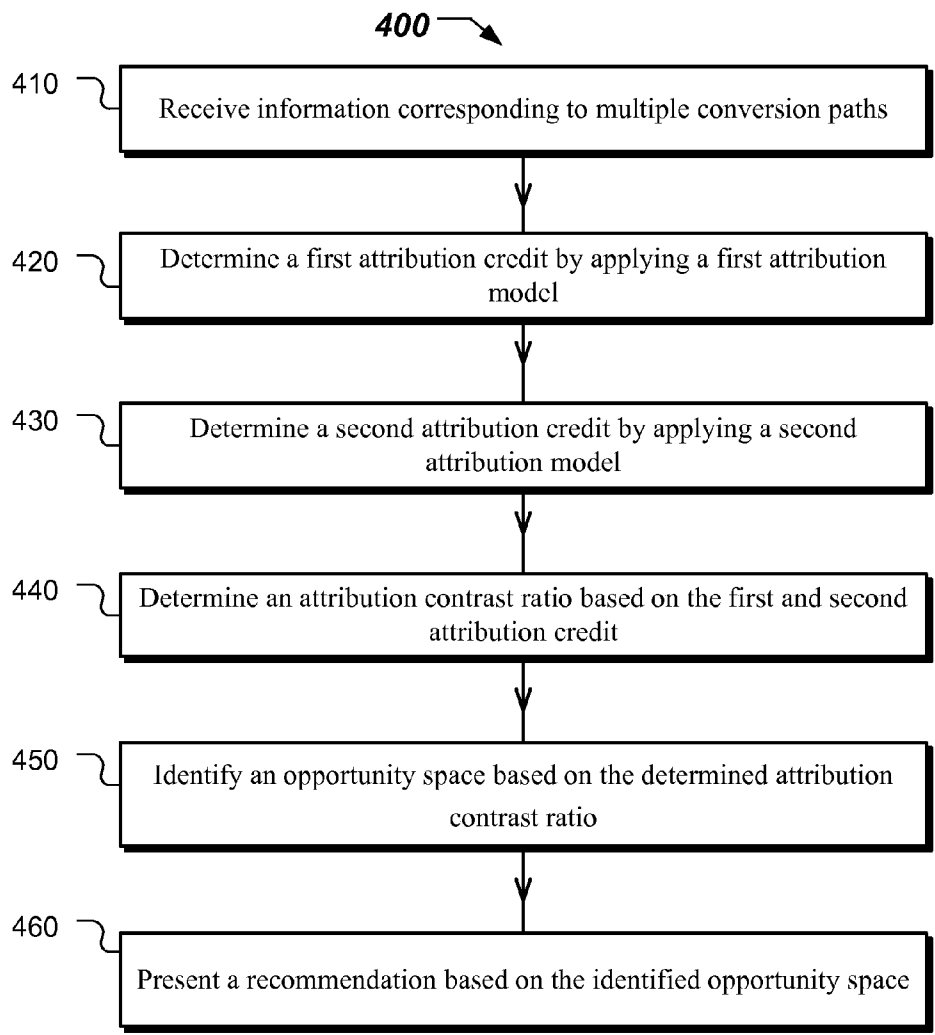 400
410
Receive information corresponding to multiple conversion paths
420
Determine a first attribution credit by applying a first attribution
model
430
Determine a second attribution credit by applying a second
attribution model
440
Determine an attribution contrast ratio based on the first and second
attribution credit
450
Identify an opportunity space based on the determined attribution
contrast ratio
460
Present a recommendation based on the identified opportunity space